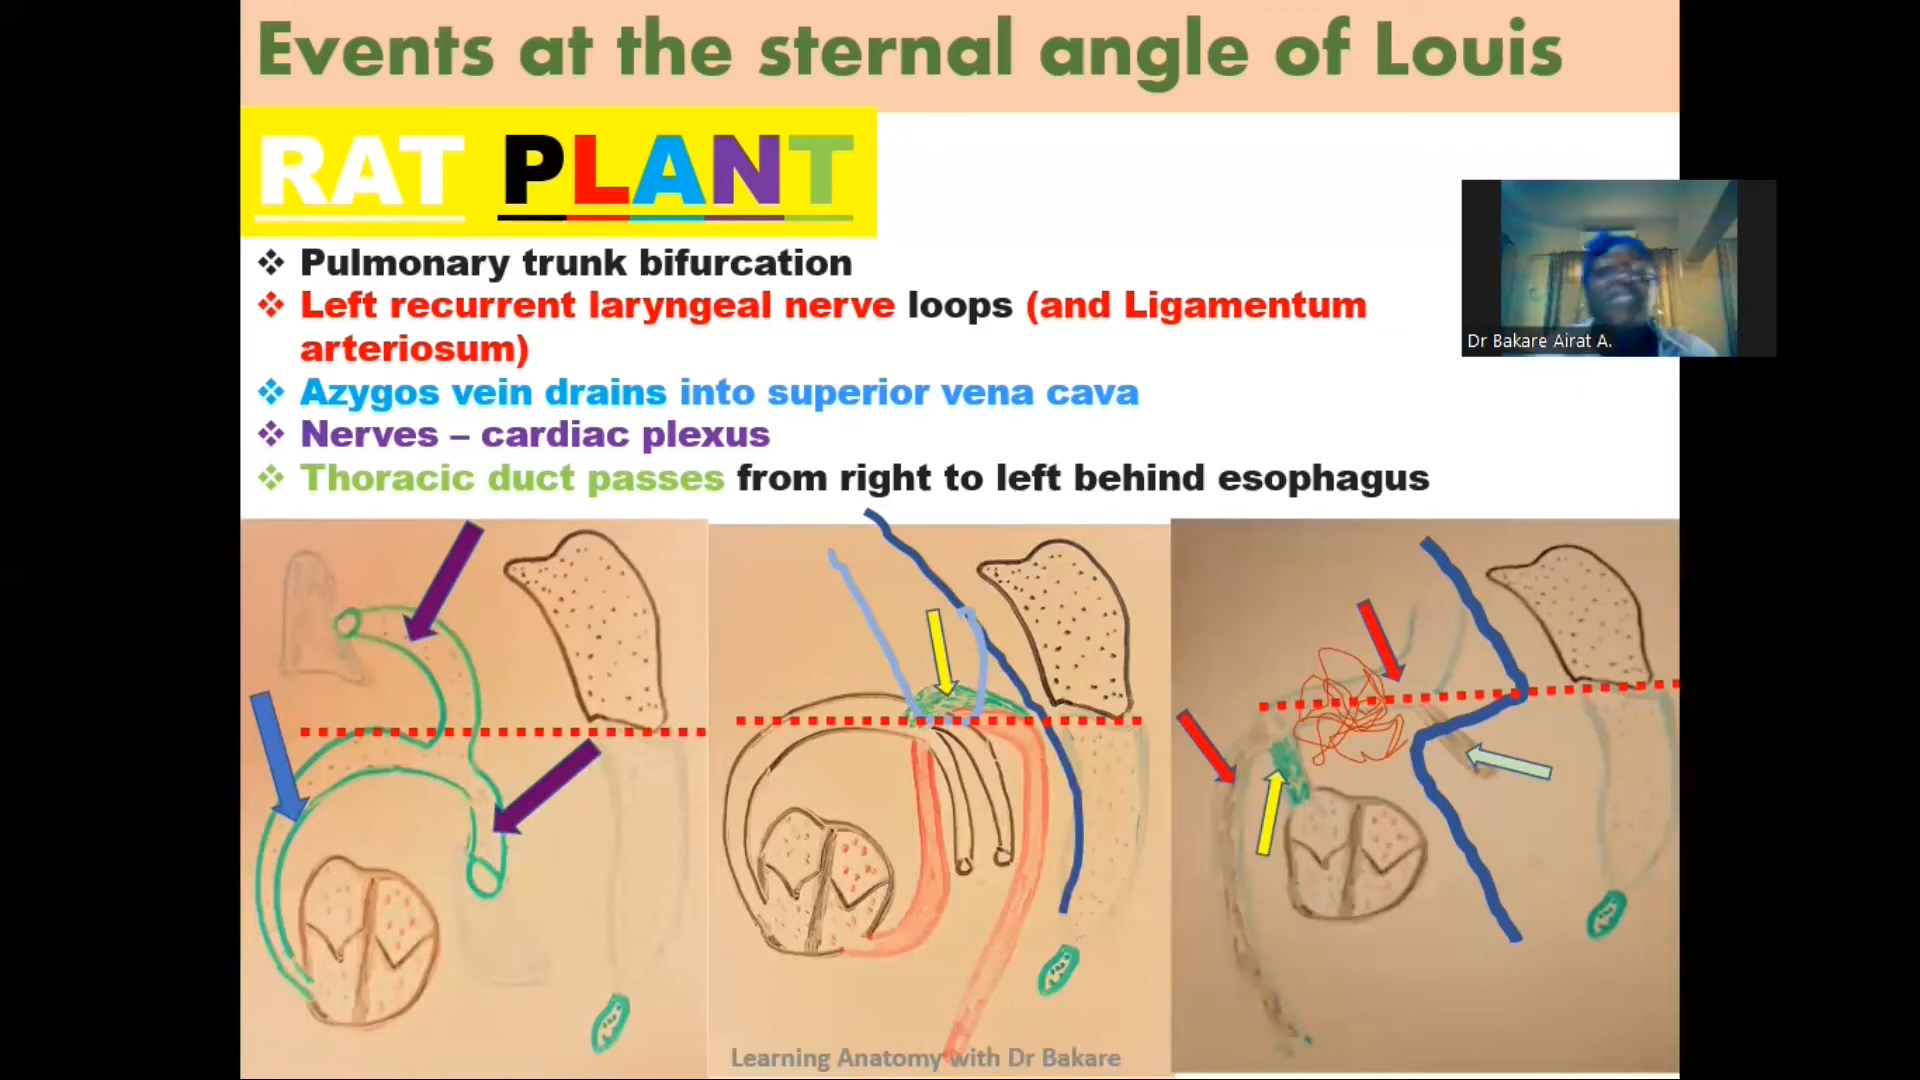 Events at the sternal angle of Louis
RAT PLANT
❖ Pulmonary trunk bifurcation
❖ Left recurrent laryngeal nerve loops (and Ligamentum
arteriosum)
❖ Azygos vein drains into superior vena cava
❖ Nerves – cardiac plexus
❖ Thoracic duct passes from right to left behind esophagus
Dr Bakare Airat A.
Learning Anatomy with Dr Bakare